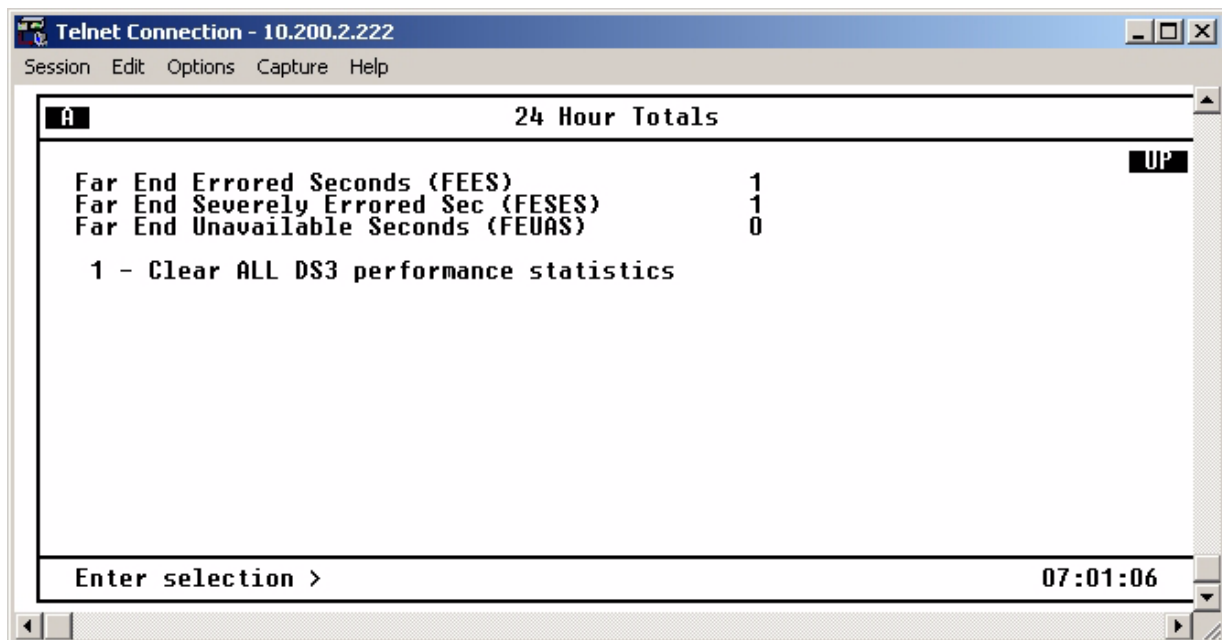 Telnet Connection - 10.200.2.222
Session Edit Options Capture Help
A 24 Hour Totals
UP
Far End Errored Seconds (FEES) 1
Far End Severely Errored Sec (FESES) 1
Far End Unavailable Seconds (FEUAS) 0
1 - Clear ALL DS3 performance statistics
Enter selection > 07:01:06